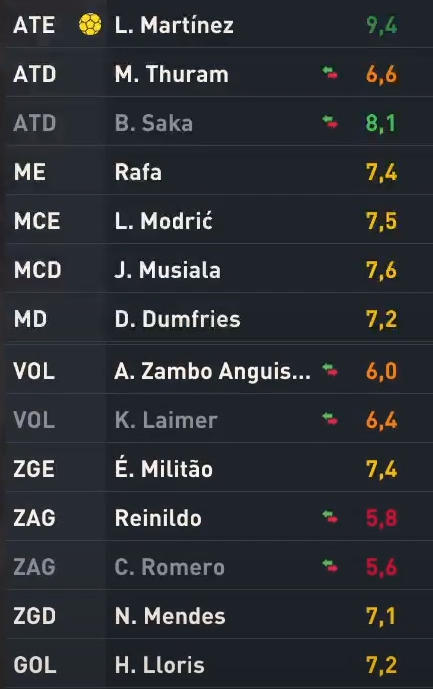 ATE L. Martínez 9,4
ATD M. Thuram 6,6
ATD B. Saka 8,1
ME Rafa 7,4
MCE L. Modrić 7,5
MCD J. Musiala 7,6
MD D. Dumfries 7,2
VOL A. Zambo Anguis... 6,0
VOL K. Laimer 6,4
ZGE É. Militão 7,4
ZAG Reinildo 5,8
ZAG C. Romero 5,6
ZGD N. Mendes 7,1
GOL H. Lloris 7,2